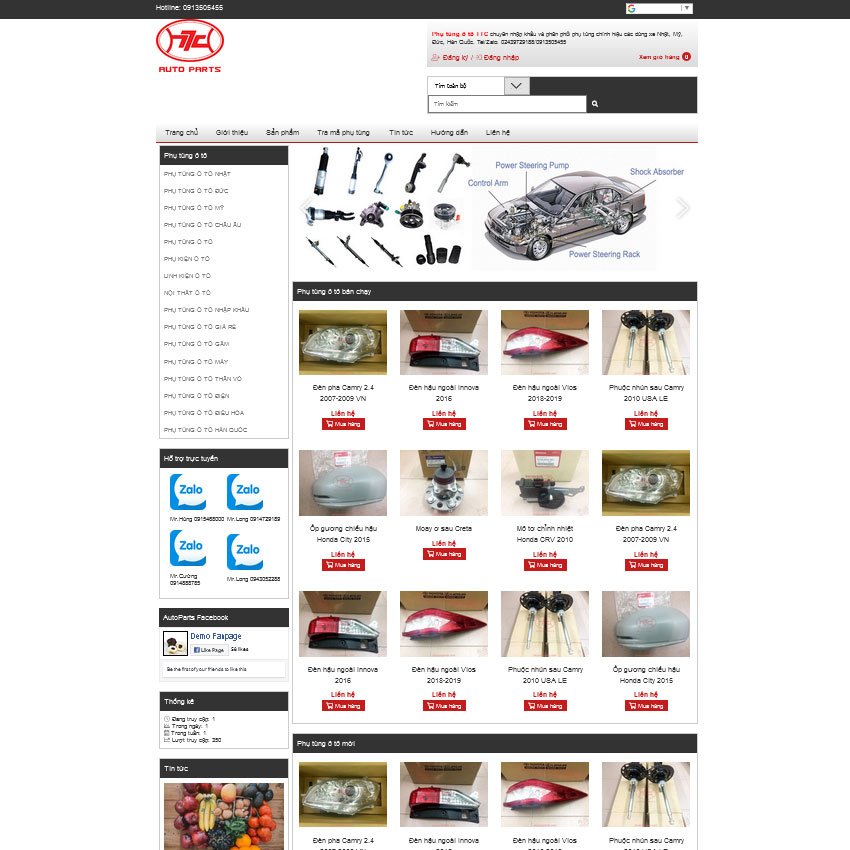 Hotline: 0913505455
TTC
AUTO PARTS
Phụ tùng ô tô TTC chuyên nhập khẩu và phân phối phụ tùng chính hiệu các dòng xe Nhật, Mỹ,
Đức, Hàn Quốc. Tel/Zalo: 02439729188/0913505455
Đăng ký / Đăng nhập
Xem giỏ hàng 0
Tìm toàn bộ
Tìm kiếm
Trang chủ Giới thiệu Sản phẩm Tra mã phụ tùng Tin tức Hướng dẫn Liên hệ
Phụ tùng ô tô
PHỤ TÙNG Ô TÔ NHẬT
PHỤ TÙNG Ô TÔ ĐỨC
PHỤ TÙNG Ô TÔ MỸ
PHỤ TÙNG Ô TÔ CHÂU ÂU
PHỤ TÙNG Ô TÔ
PHỤ KIỆN Ô TÔ
LINH KIỆN Ô TÔ
NỘI THẤT Ô TÔ
PHỤ TÙNG Ô TÔ NHẬP KHẨU
PHỤ TÙNG Ô TÔ GIÁ RẺ
PHỤ TÙNG Ô TÔ GẦM
PHỤ TÙNG Ô TÔ MÁY
PHỤ TÙNG Ô TÔ THÂN VỎ
PHỤ TÙNG Ô TÔ ĐIỆN
PHỤ TÙNG Ô TÔ ĐIỀU HÒA
PHỤ TÙNG Ô TÔ HÀN QUỐC
Power Steering Pump
Shock Absorber
Control Arm
Power Steering Rack
Hỗ trợ trực tuyến
Zalo Zalo
Mr. Hùng 0915468000 Mr. Long 0914729189
Zalo Zalo
Mr. Cường
0914888785
Mr. Long 0943052288
AutoParts Facebook
Demo Fanpage
Like Page 56 likes
Be the first of your friends to like this
Thống kê
Đang truy cập: 1
Trong ngày: 1
Trong tuần: 1
Lượt truy cập: 250
Tin tức
Phụ tùng ô tô bán chạy
Đèn pha Camry 2.4 Đèn hậu ngoài Innova Đèn hậu ngoài Vios Phuộc nhún sau Camry
2007-2009 VN 2016 2018-2019 2010 USA LE
Liên hệ Liên hệ Liên hệ Liên hệ
Mua hàng Mua hàng Mua hàng Mua hàng
Ốp gương chiếu hậu Moay ơ sau Creta Mô tơ chỉnh nhiệt Đèn pha Camry 2.4
Honda City 2015 Honda CRV 2010 2007-2009 VN
Liên hệ Liên hệ Liên hệ Liên hệ
Mua hàng Mua hàng Mua hàng Mua hàng
Đèn hậu ngoài Innova Đèn hậu ngoài Vios Phuộc nhún sau Camry Ốp gương chiếu hậu
2016 2018-2019 2010 USA LE Honda City 2015
Liên hệ Liên hệ Liên hệ Liên hệ
Mua hàng Mua hàng Mua hàng Mua hàng
Phụ tùng ô tô mới
Đèn pha Camry 2.4 Đèn hậu ngoài Innova Đèn hậu ngoài Vios Phuộc nhún sau Camry